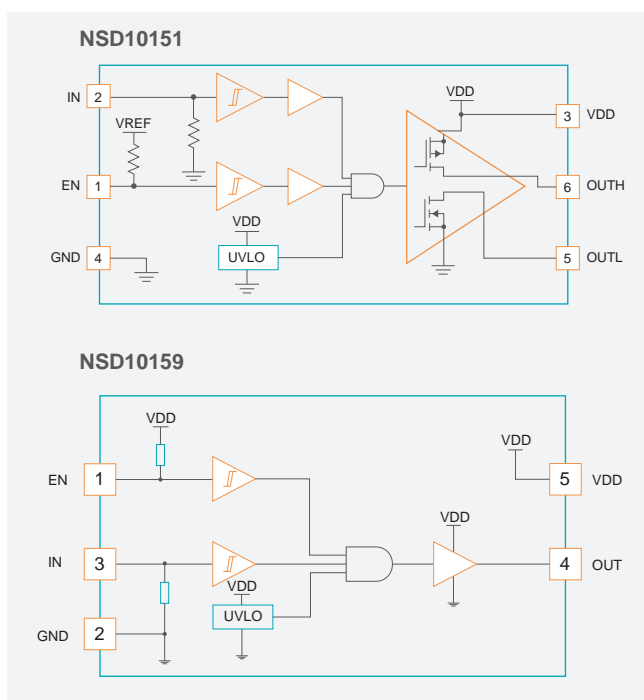 NSD10151
IN 2
VDD
3 VDD
VREF
EN 1
6 OUTH
VDD
GND 4
UVLO
5 OUTL
NSD10159
VDD
VDD
EN 1
5 VDD
VDD
IN 3
4 OUT
VDD
UVLO
GND 2